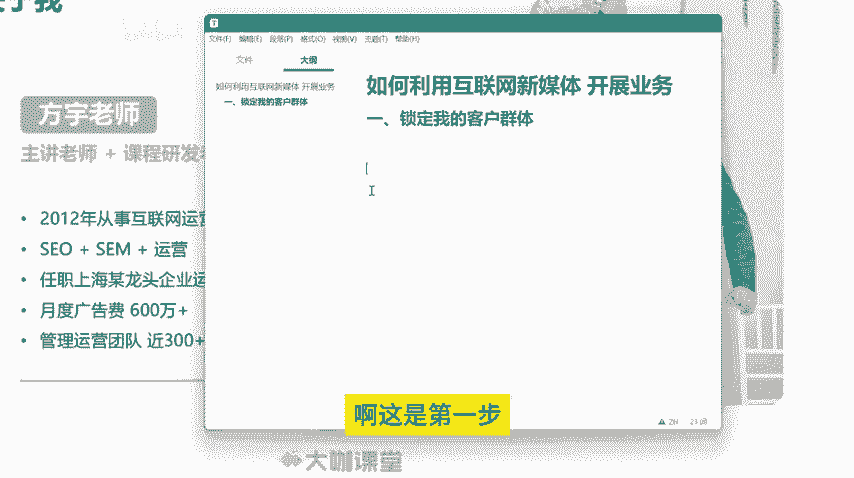 文件(F) 编辑(E) 段落(P) 格式(O) 视图(V) 主题(T) 帮助(H)
文件 大纲
如何利用互联网新媒体 开展业务
一、锁定我的客户群体
如何利用互联网新媒体 开展业务
一、锁定我的客户群体
方宇老师
主讲老师 + 课程研发
• 2012年从事互联网运营
• SEO + SEM + 运营
• 任职上海某龙头企业运
• 月度广告费 600万+
• 管理运营团队 近300+
啊这是第一步
ZH 23 词
大咖课堂